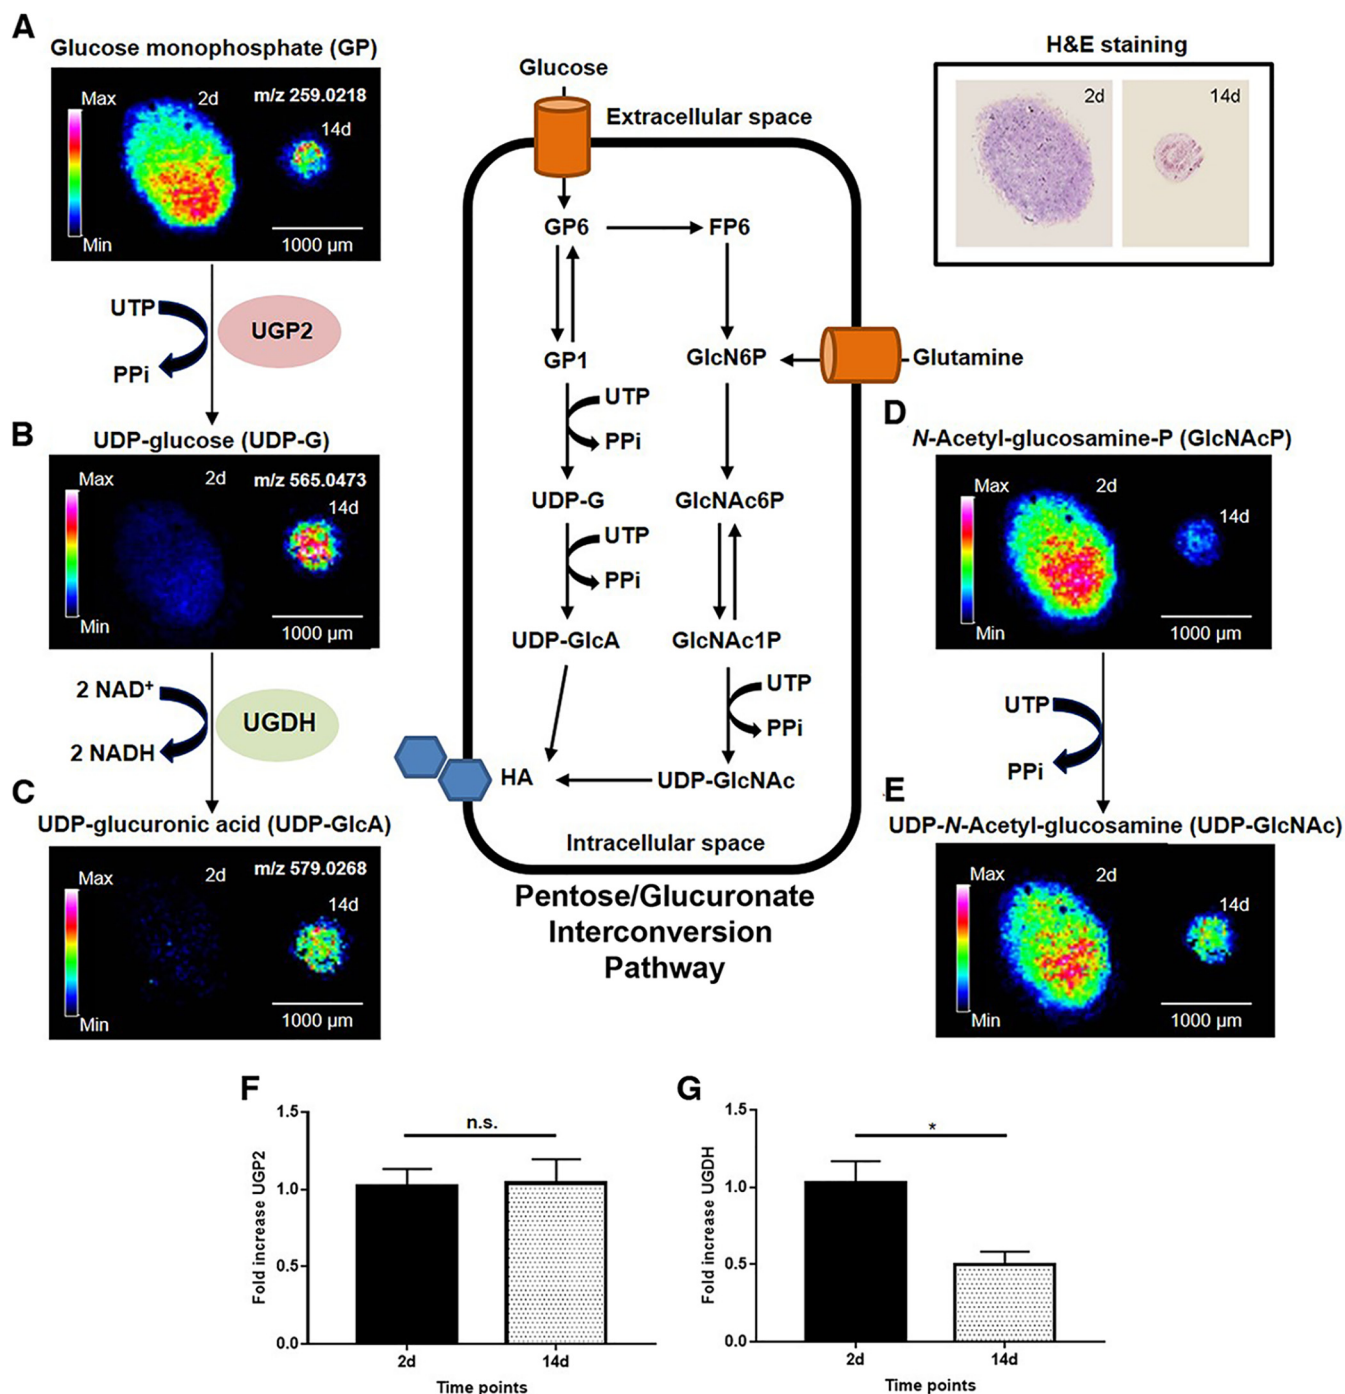 A
Glucose monophosphate (GP)
Max
2d
m/z 259.0218
14d
Min
1000 µm
UTP
UGP2
PPi
B
UDP-glucose (UDP-G)
Max
2d
m/z 565.0473
14d
Min
1000 µm
2 NAD+
UGDH
2 NADH
C
UDP-glucuronic acid (UDP-GlcA)
Max
2d
m/z 579.0268
14d
Min
1000 µm
Glucose
Extracellular space
GP6
FP6
GP1
GlcN6P
Glutamine
UTP
PPi
UDP-G
GlcNAc6P
UTP
PPi
UDP-GlcA
GlcNAc1P
UTP
PPi
HA
UDP-GlcNAc
Intracellular space
Pentose/Glucuronate
Interconversion
Pathway
H&E staining
2d
14d
D
N-Acetyl-glucosamine-P (GlcNAcP)
Max
2d
14d
Min
1000 µm
UTP
PPi
E
UDP-N-Acetyl-glucosamine (UDP-GlcNAc)
Max
2d
14d
Min
1000 µm
F
Fold increase UGP2
1.5
1.0
0.5
0.0
n.s.
2d
14d
Time points
G
Fold increase UGDH
1.5
1.0
0.5
0.0
*
2d
14d
Time points